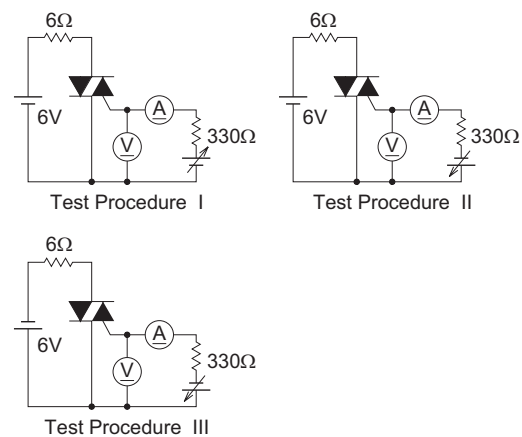 6Ω
6V
A
V
330Ω
Test Procedure I
6Ω
6V
A
V
330Ω
Test Procedure II
6Ω
6V
A
V
330Ω
Test Procedure III